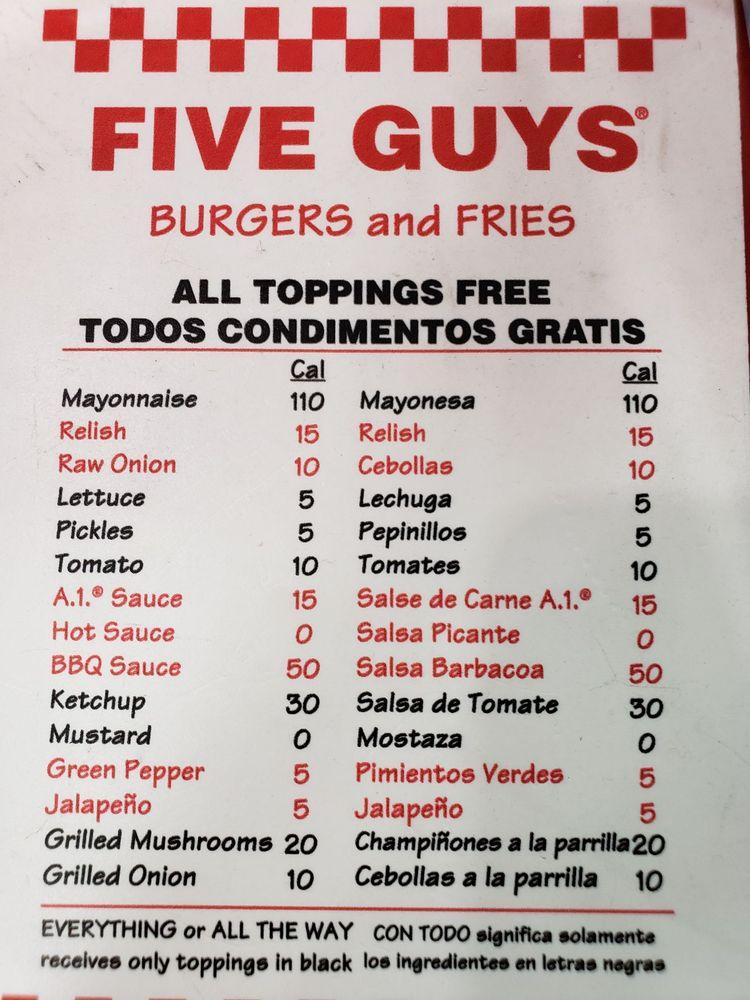 FIVE GUYS®
BURGERS and FRIES
ALL TOPPINGS FREE
TODOS CONDIMENTOS GRATIS
Cal Cal
Mayonnaise 110 Mayonesa 110
Relish 15 Relish 15
Raw Onion 10 Cebollas 10
Lettuce 5 Lechuga 5
Pickles 5 Pepinillos 5
Tomato 10 Tomates 10
A.1.® Sauce 15 Salse de Carne A.1.® 15
Hot Sauce 0 Salsa Picante 0
BBQ Sauce 50 Salsa Barbacoa 50
Ketchup 30 Salsa de Tomate 30
Mustard 0 Mostaza 0
Green Pepper 5 Pimientos Verdes 5
Jalapeño 5 Jalapeño 5
Grilled Mushrooms 20 Champiñones a la parrilla 20
Grilled Onion 10 Cebollas a la parrilla 10
EVERYTHING or ALL THE WAY CON TODO significa solamente
receives only toppings in black los ingredientes en letras negras